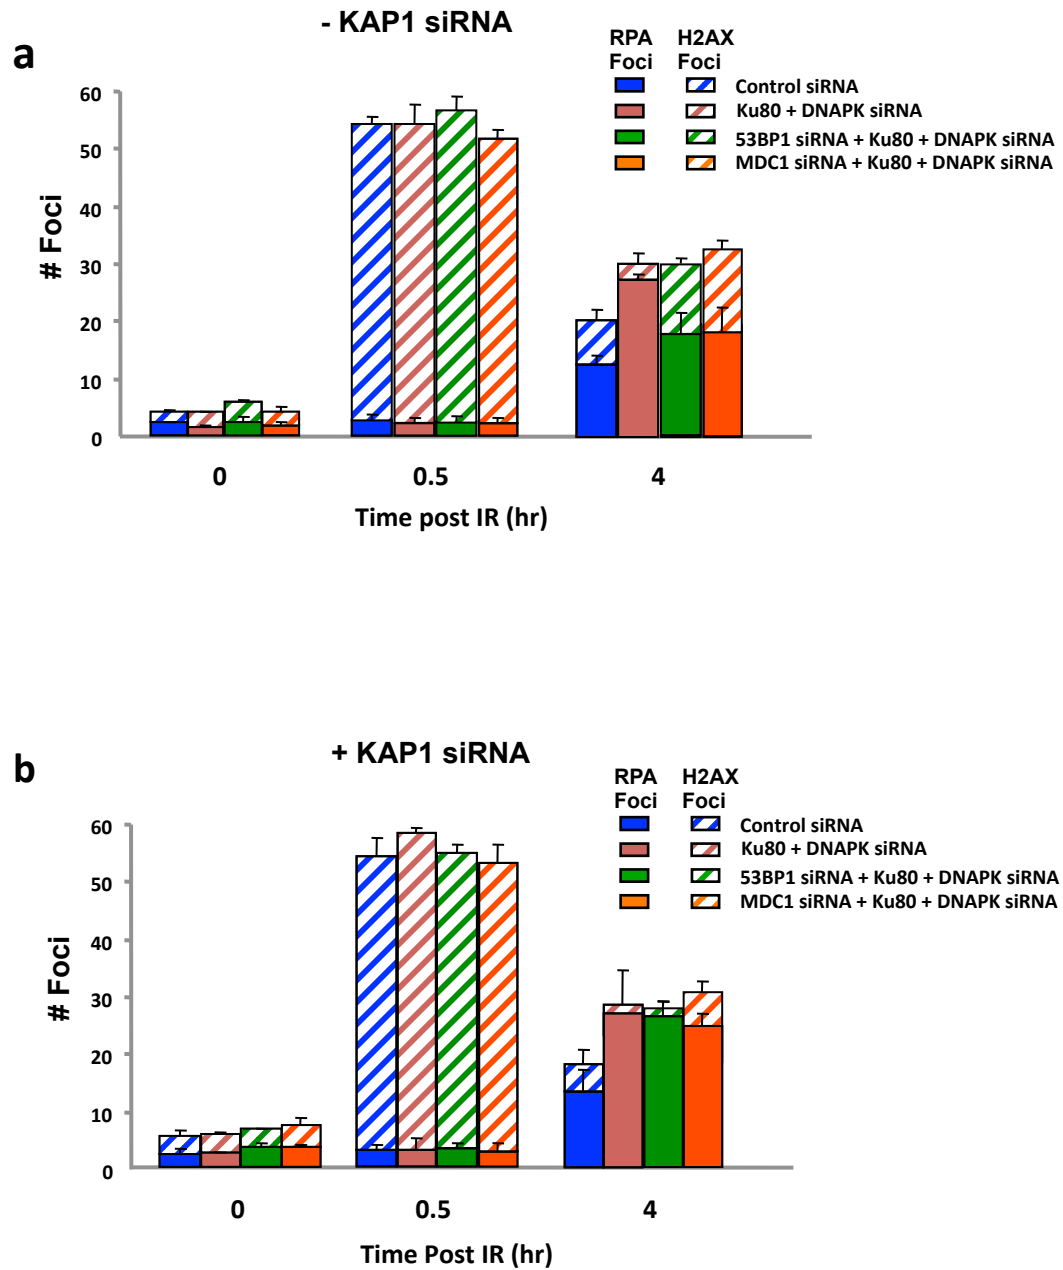 - KAP1 siRNA
a
RPA Foci
H2AX Foci
Control siRNA
Ku80 + DNAPK siRNA
53BP1 siRNA + Ku80 + DNAPK siRNA
MDC1 siRNA + Ku80 + DNAPK siRNA
# Foci
60
50
40
30
20
10
0
0
0.5
4
Time post IR (hr)
+ KAP1 siRNA
b
RPA Foci
H2AX Foci
Control siRNA
Ku80 + DNAPK siRNA
53BP1 siRNA + Ku80 + DNAPK siRNA
MDC1 siRNA + Ku80 + DNAPK siRNA
# Foci
60
50
40
30
20
10
0
0
0.5
4
Time Post IR (hr)